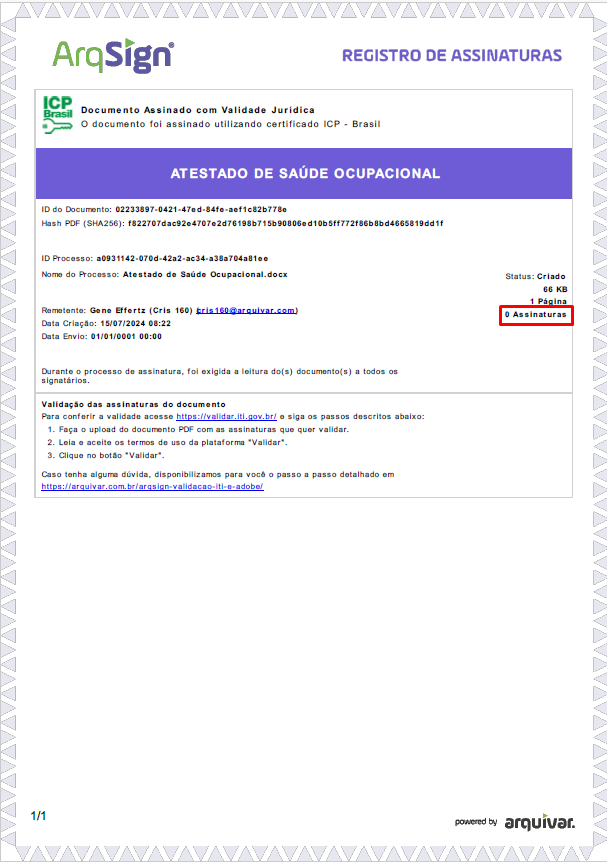 ArqSign®
REGISTRO DE ASSINATURAS
ICP
Brasil
Documento Assinado com Validade Jurídica
O documento foi assinado utilizando certificado ICP - Brasil
ATESTADO DE SAÚDE OCUPACIONAL
ID do Documento: 02233897-0421-47ed-84fe-aef1c82b778e
Hash PDF (SHA256): f822707dac92e4707e2d76198b715b90806ed10b5ff772f86b8bd4665819dd1f
ID Processo: a0931142-070d-42a2-ac34-a38a704a81ee
Nome do Processo: Atestado de Saúde Ocupacional.docx
Status: Criado
66 KB
1 Página
0 Assinaturas
Remetente: Gene Effertz (Cris 160) (cris160@arquivar.com)
Data Criação: 15/07/2024 08:22
Data Envio: 01/01/0001 00:00
Durante o processo de assinatura, foi exigida a leitura do(s) documento(s) a todos os
signatários.
Validação das assinaturas do documento
Para conferir a validade acesse https://validar.iti.gov.br/ e siga os passos descritos abaixo:
1. Faça o upload do documento PDF com as assinaturas que quer validar.
2. Leia e aceite os termos de uso da plataforma "Validar".
3. Clique no botão "Validar".
Caso tenha alguma dúvida, disponibilizamos para você o passo a passo detalhado em
https://arquivar.com.br/arqsign-validacao-iti-e-adobe/
1/1
powered by arquivar.